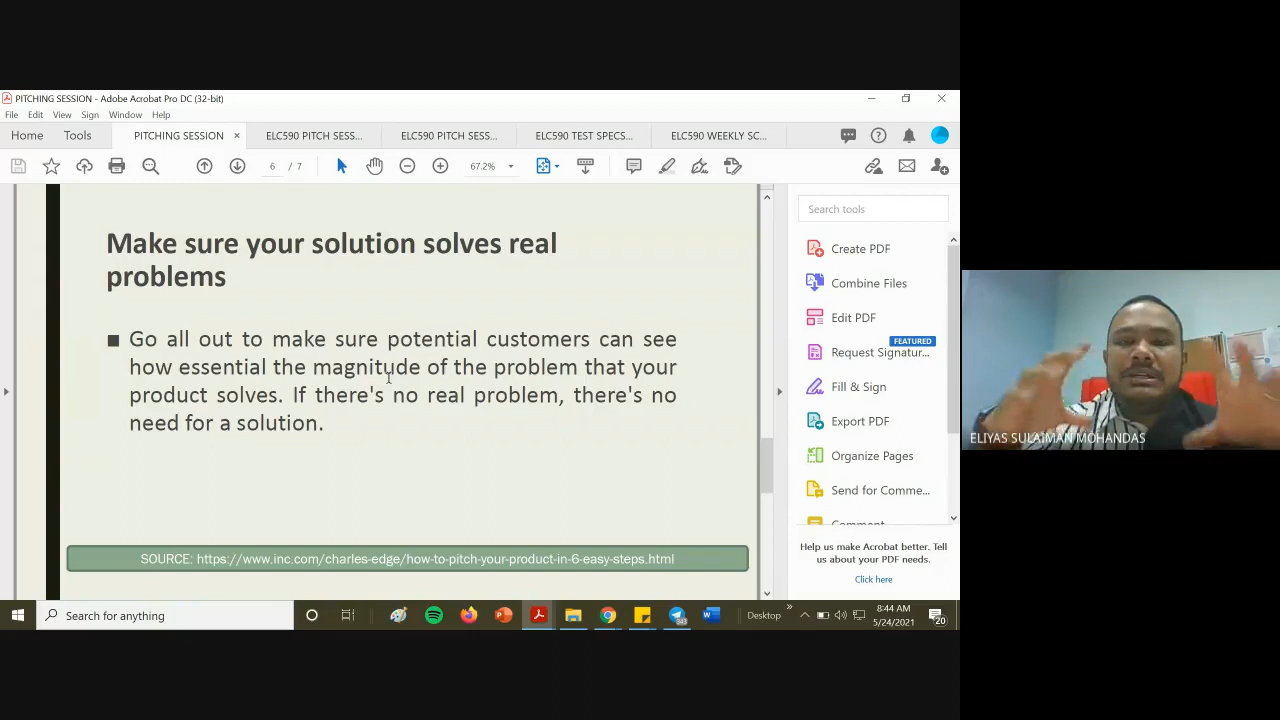 PITCHING SESSION - Adobe Acrobat Pro DC (32-bit)
File Edit View Sign Window Help
Home Tools PITCHING SESSION × ELC590 PITCH SESS... ELC590 PITCH SESS... ELC590 TEST SPECS... ELC590 WEEKLY SC...
6 / 7 67.2%
Make sure your solution solves real
problems
■ Go all out to make sure potential customers can see
how essential the magnitude of the problem that your
product solves. If there's no real problem, there's no
need for a solution.
SOURCE: https://www.inc.com/charles-edge/how-to-pitch-your-product-in-6-easy-steps.html
Search tools
Create PDF
Combine Files
Edit PDF
FEATURED
Request Signatur...
Fill & Sign
Export PDF
Organize Pages
Send for Comme...
Comment
Help us make Acrobat better. Tell
us about your PDF needs.
Click here
ELIYAS SULAIMAN MOHANDAS
Search for anything
343
Desktop
8:44 AM
5/24/2021
20